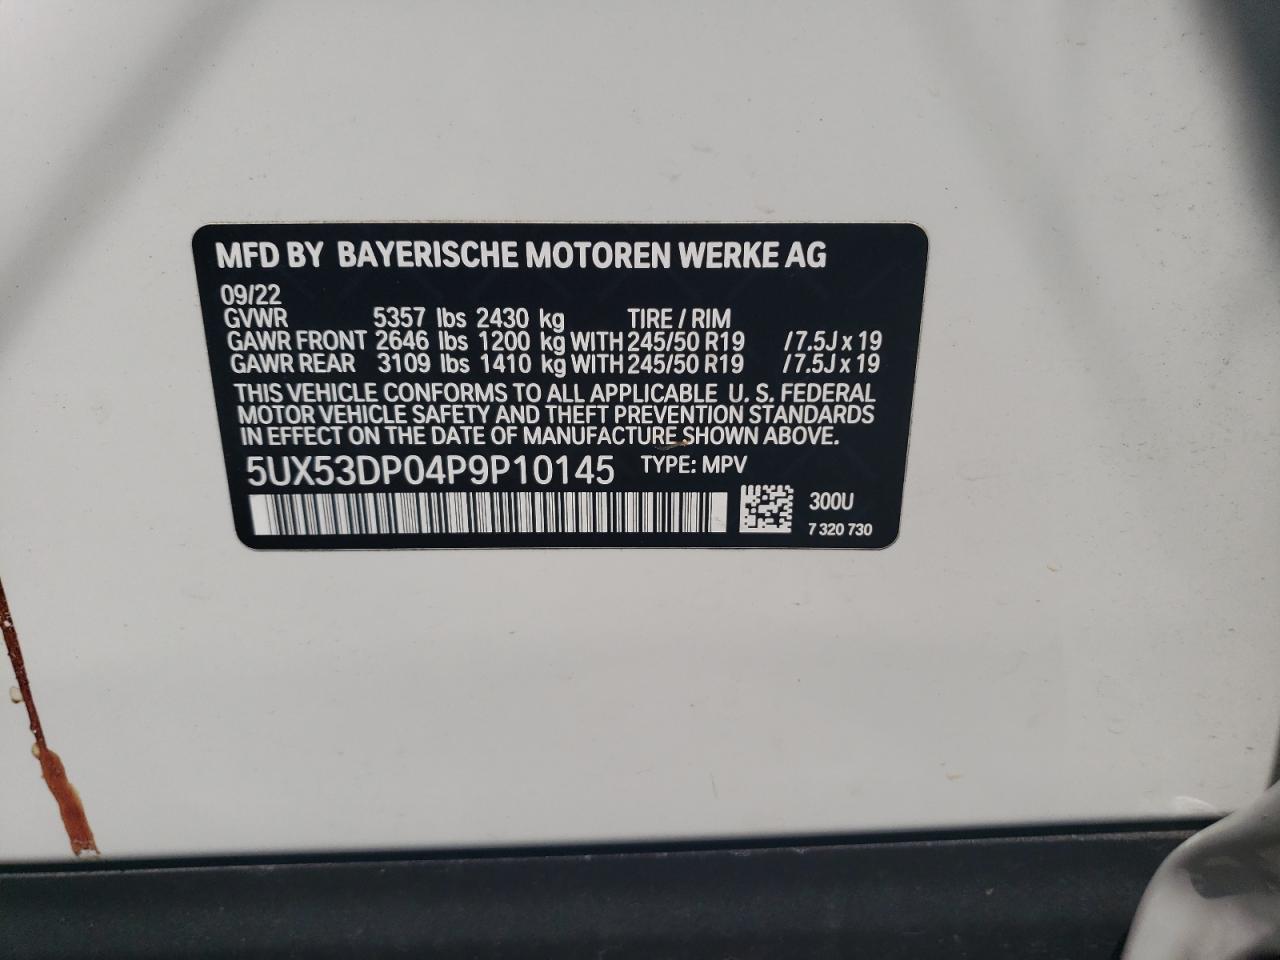 MFD BY BAYERISCHE MOTOREN WERKE AG
09/22
GVWR 5357 lbs 2430 kg TIRE / RIM
GAWR FRONT 2646 lbs 1200 kg WITH 245/50 R19 / 7.5J x 19
GAWR REAR 3109 lbs 1410 kg WITH 245/50 R19 / 7.5J x 19
THIS VEHICLE CONFORMS TO ALL APPLICABLE U. S. FEDERAL
MOTOR VEHICLE SAFETY AND THEFT PREVENTION STANDARDS
IN EFFECT ON THE DATE OF MANUFACTURE SHOWN ABOVE.
5UX53DP04P9P10145 TYPE: MPV
300U
7 320 730